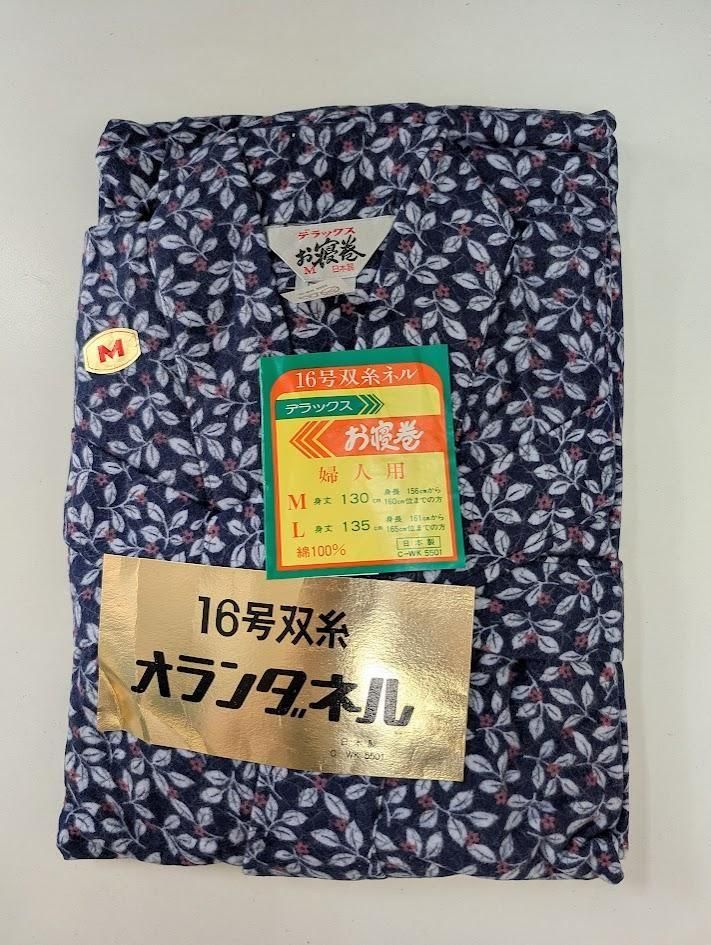 デラックス
お寝巻
M 日本製
M
16号双糸ネル
デラックス
お寝巻
婦人用
M 身丈 130cm 身長 156cmから
160cm位までの方
L 身丈 135cm 身長 161cmから
165cm位までの方
綿100%
日本製
C-WK 5501
16号双糸
オランダネル
日本製
C-WK 5501